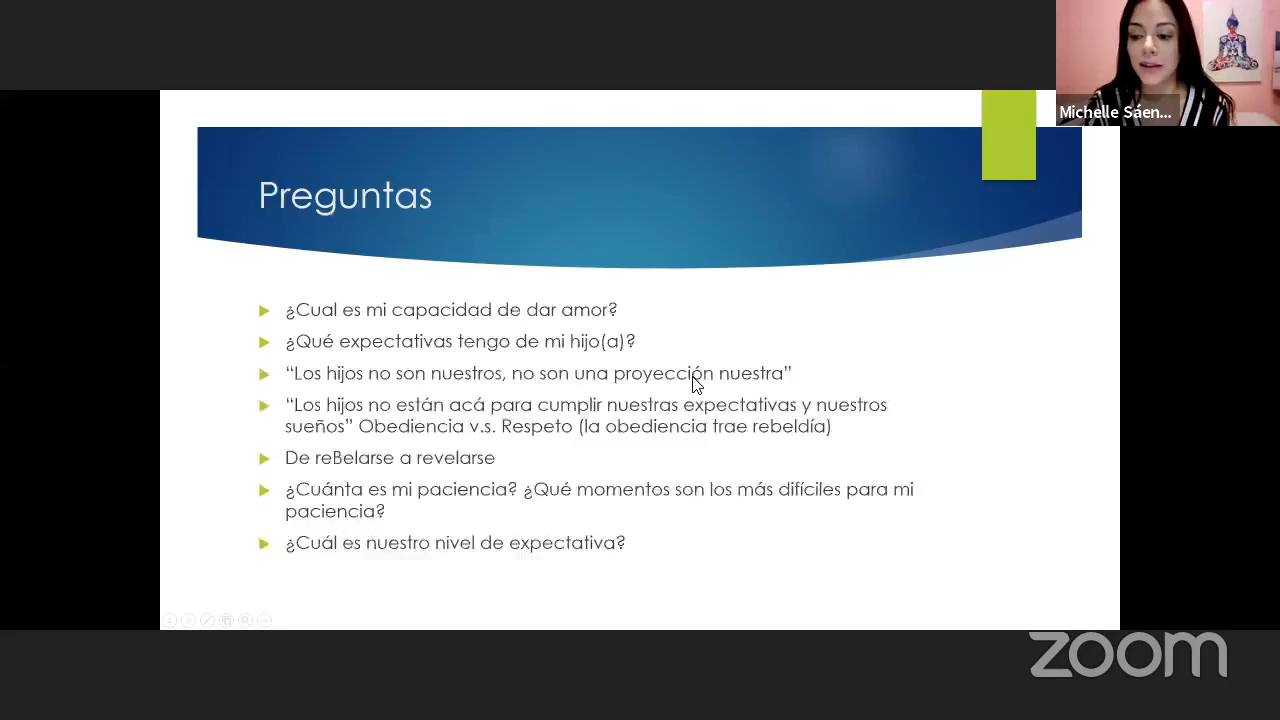 Michelle Sáen...
Preguntas
¿Cual es mi capacidad de dar amor?
¿Qué expectativas tengo de mi hijo(a)?
“Los hijos no son nuestros, no son una proyección nuestra”
“Los hijos no están acá para cumplir nuestras expectativas y nuestros
sueños” Obediencia v.s. Respeto (la obediencia trae rebeldía)
De reBelarse a revelarse
¿Cuánta es mi paciencia? ¿Qué momentos son los más difíciles para mi
paciencia?
¿Cuál es nuestro nivel de expectativa?
zoom